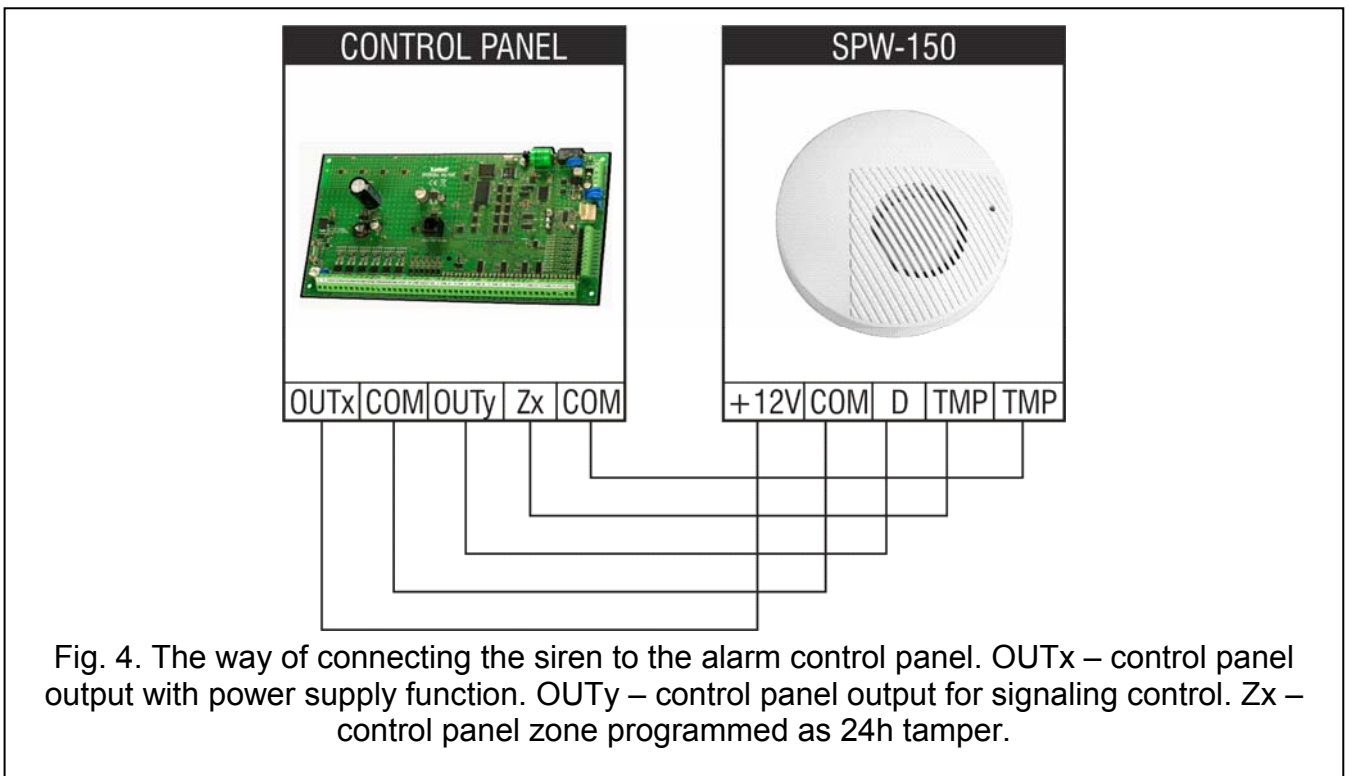 CONTROL PANEL
OUTx COM OUTy Zx COM
SPW-150
+12V COM D TMP TMP
Fig. 4. The way of connecting the siren to the alarm control panel. OUTx – control panel
output with power supply function. OUTy – control panel output for signaling control. Zx –
control panel zone programmed as 24h tamper.